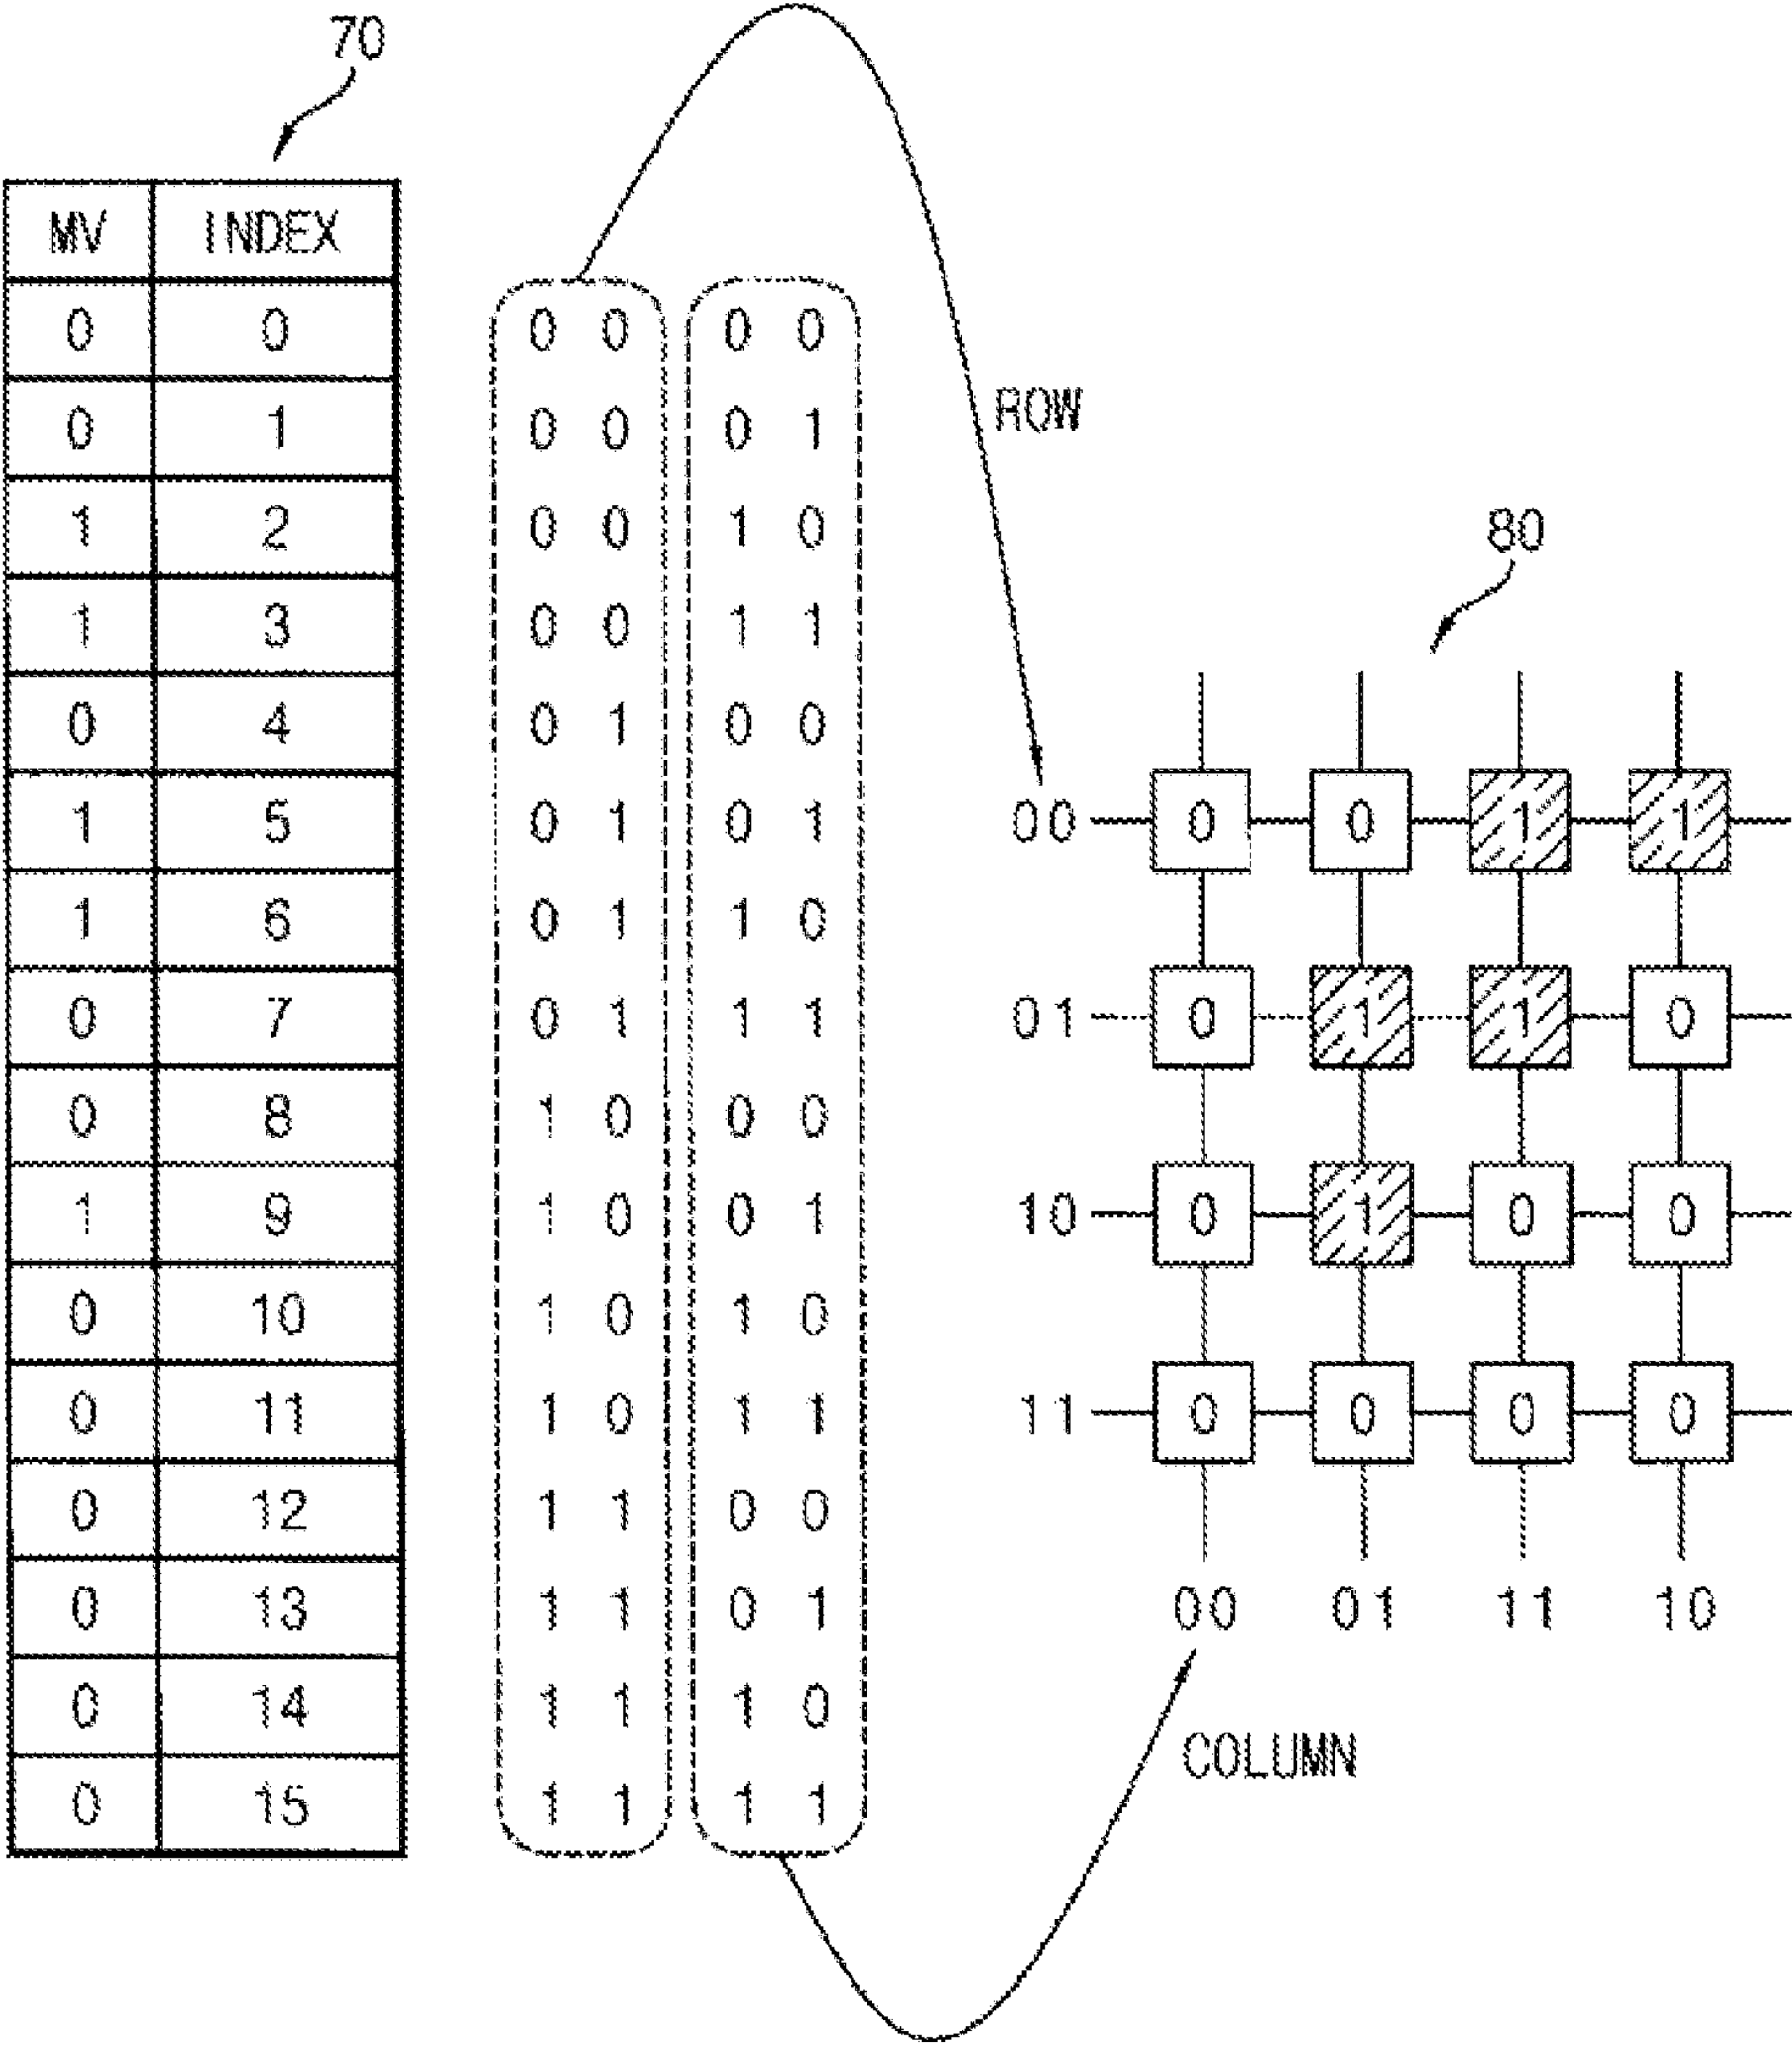 70
MV INDEX
0 0 0 0 0 0
0 1 0 0 0 1
ROW
1 2 0 0 1 0
80
1 3 0 0 1 1
0 4 0 1 0 0
1 5 0 1 0 1
00 0 0 1 1
1 6 0 1 1 0
0 7 0 1 1 1
01 0 1 1 0
0 8 1 0 0 0
1 9 1 0 0 1
10 0 1 0 0
0 10 1 0 1 0
0 11 1 0 1 1
11 0 0 0 0
0 12 1 1 0 0
0 13 1 1 0 1
00 01 11 10
0 14 1 1 1 0
COLUMN
0 15 1 1 1 1